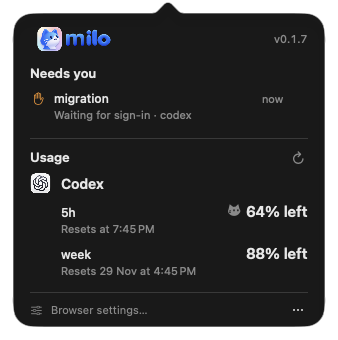 milo
v0.1.7
Needs you
migration
now
Waiting for sign-in · codex
Usage
Codex
5h
64% left
Resets at 7:45 PM
week
88% left
Resets 29 Nov at 4:45 PM
Browser settings...